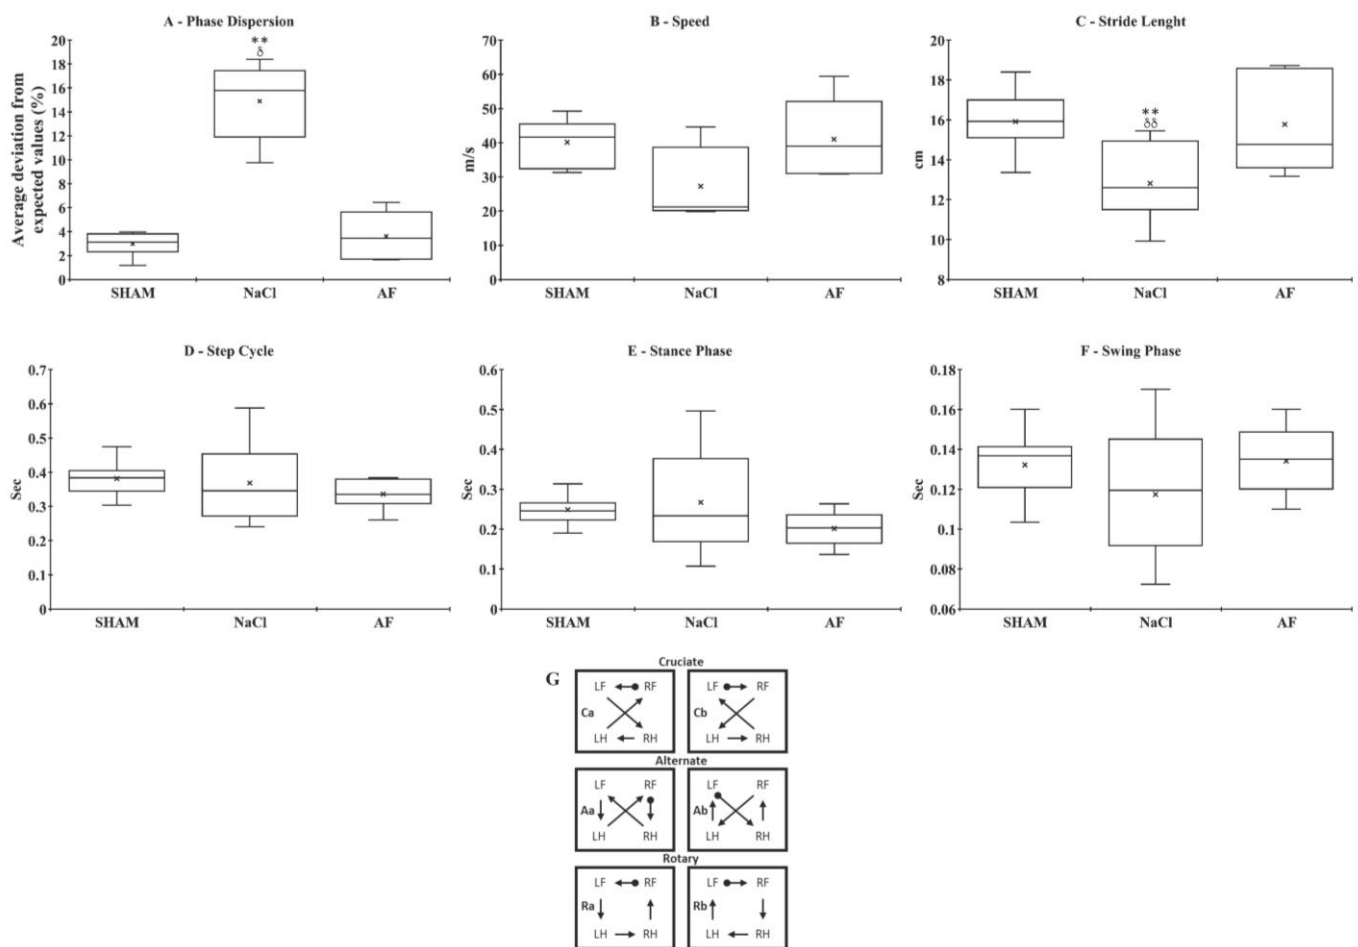 A - Phase Dispersion
Average deviation from
expected values (%)
20
18
16
14
12
10
8
6
4
2
0
**
δ
SHAM NaCl AF
B - Speed
m/s
70
60
50
40
30
20
10
0
SHAM NaCl AF
C - Stride Lenght
cm
20
18
16
14
12
10
8
**
δδ
SHAM NaCl AF
D - Step Cycle
Sec
0.7
0.6
0.5
0.4
0.3
0.2
0.1
0
SHAM NaCl AF
E - Stance Phase
Sec
0.6
0.5
0.4
0.3
0.2
0.1
0
SHAM NaCl AF
F - Swing Phase
Sec
0.18
0.16
0.14
0.12
0.1
0.08
0.06
SHAM NaCl AF
G
Cruciate
LF RF
Ca
LH RH
LF RF
Cb
LH RH
Alternate
LF RF
Aa
LH RH
LF RF
Ab
LH RH
Rotary
LF RF
Ra
LH RH
LF RF
Rb
LH RH